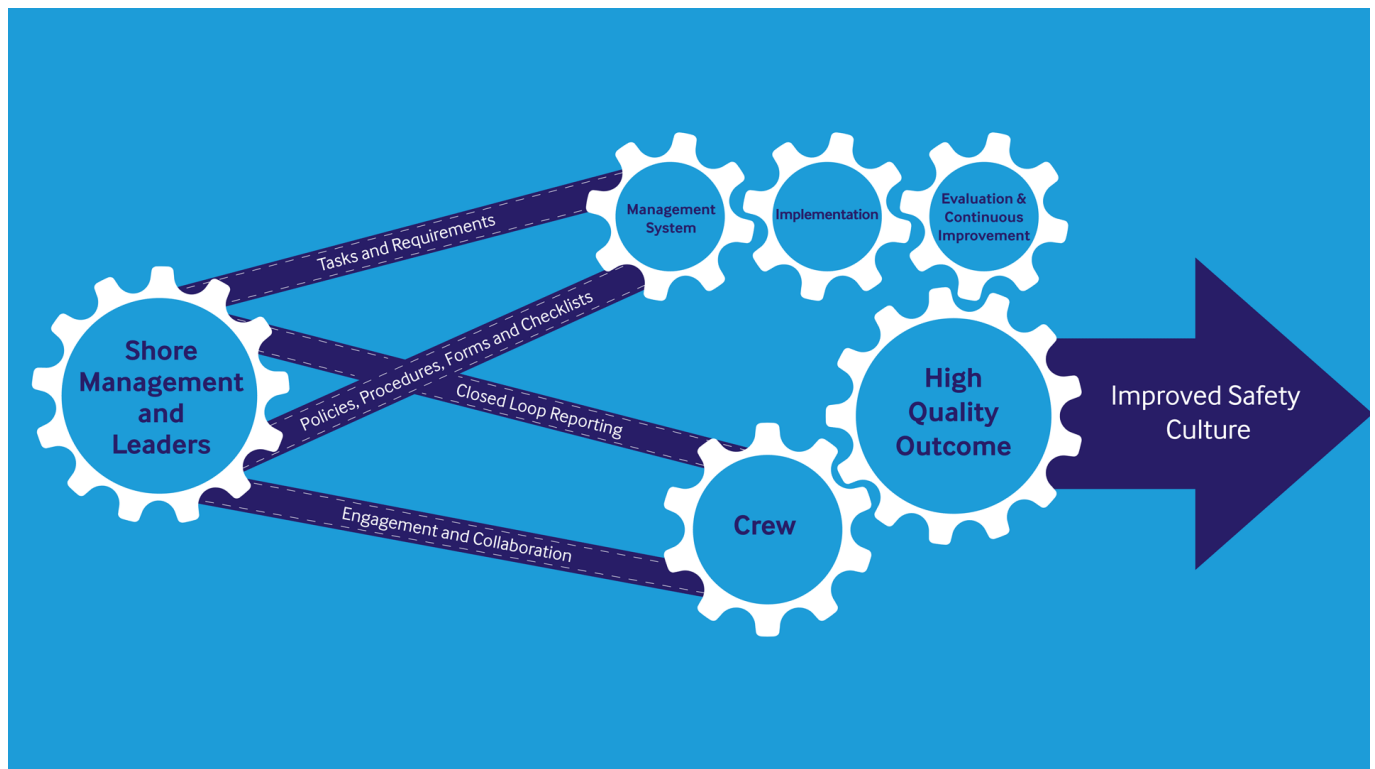 Shore
Management
and
Leaders
Tasks and Requirements
Policies, Procedures, Forms and Checklists
Closed Loop Reporting
Engagement and Collaboration
Management
System
Implementation
Evaluation &
Continuous
Improvement
Crew
High
Quality
Outcome
Improved Safety
Culture